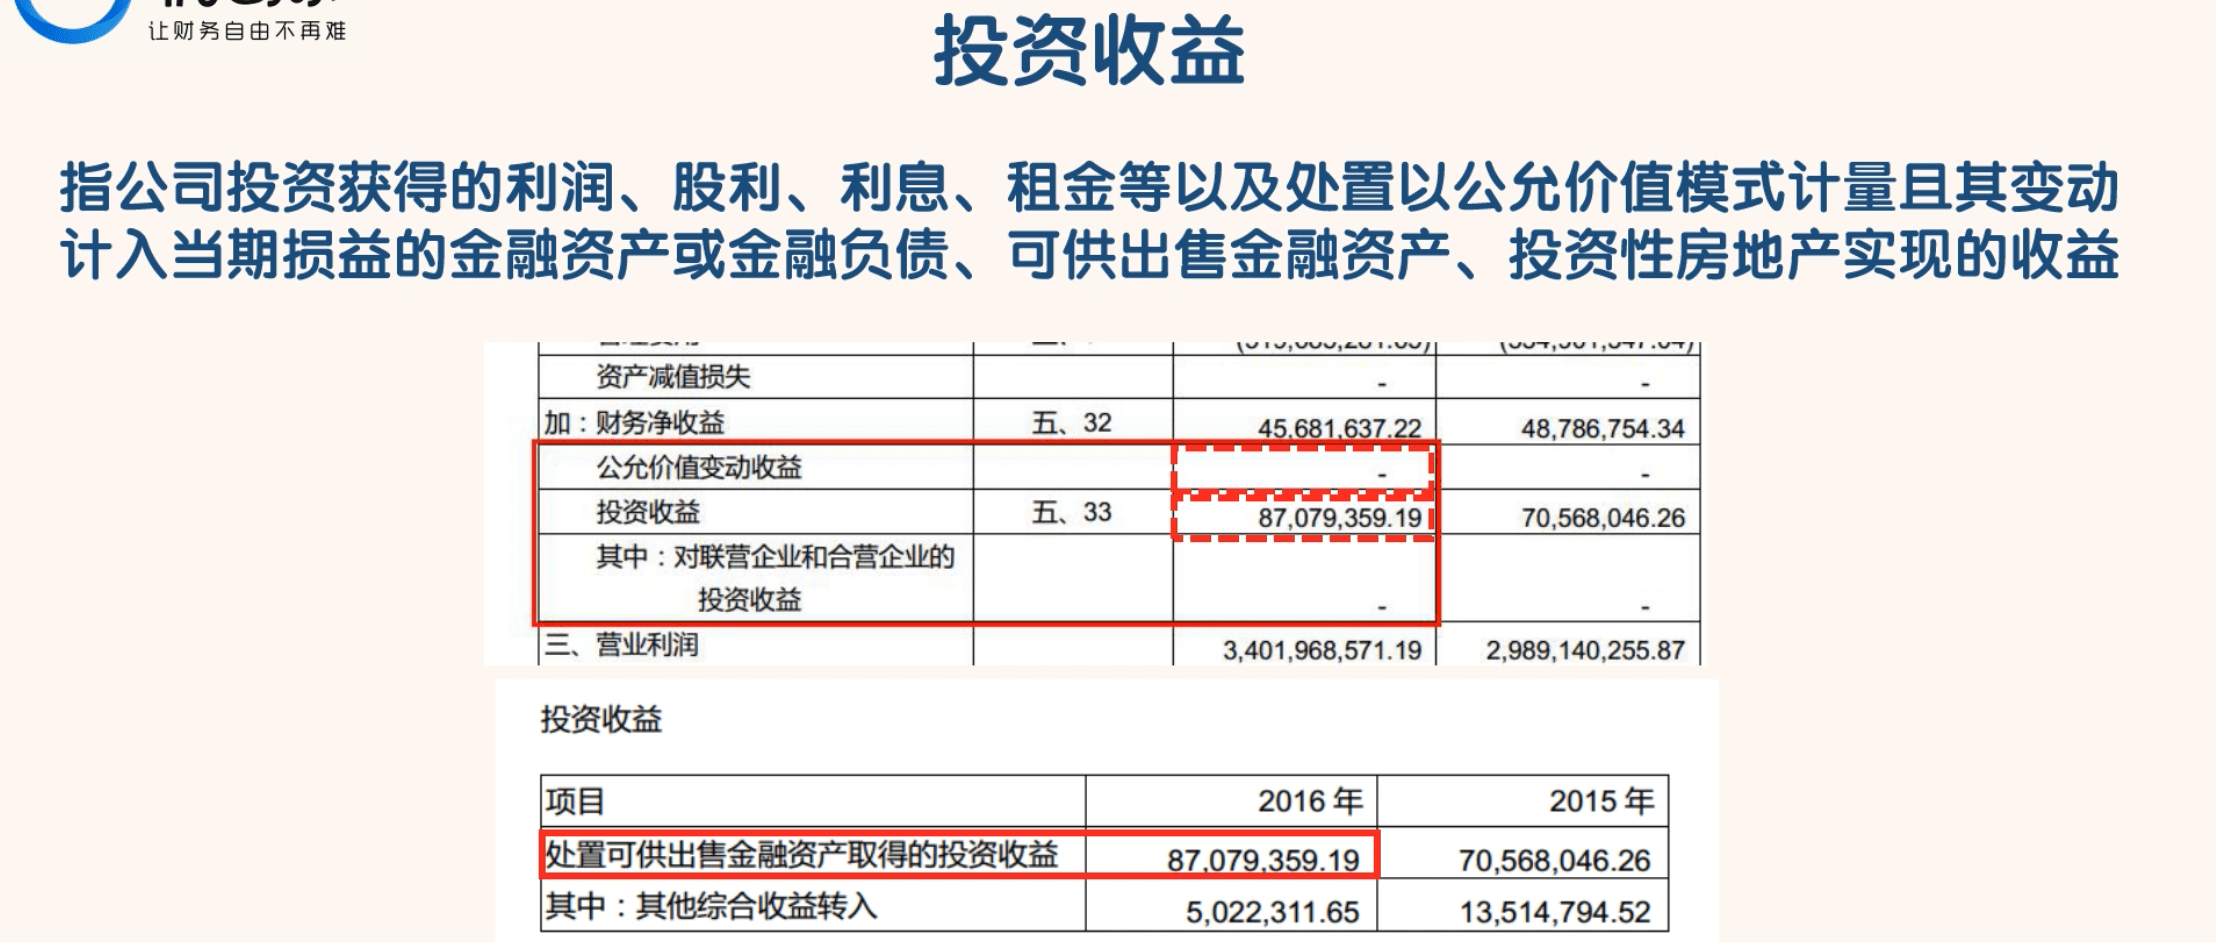 让财务自由不再难
投资收益
指公司投资获得的利润、股利、利息、租金等以及处置以公允价值模式计量且其变动
计入当期损益的金融资产或金融负债、可供出售金融资产、投资性房地产实现的收益
资产减值损失 - -
加：财务净收益 五、32 45,681,637.22 48,786,754.34
公允价值变动收益 - -
投资收益 五、33 87,079,359.19 70,568,046.26
其中：对联营企业和合营企业的
投资收益 - -
三、营业利润 3,401,968,571.19 2,989,140,255.87
投资收益
项目 2016 年 2015 年
处置可供出售金融资产取得的投资收益 87,079,359.19 70,568,046.26
其中：其他综合收益转入 5,022,311.65 13,514,794.52